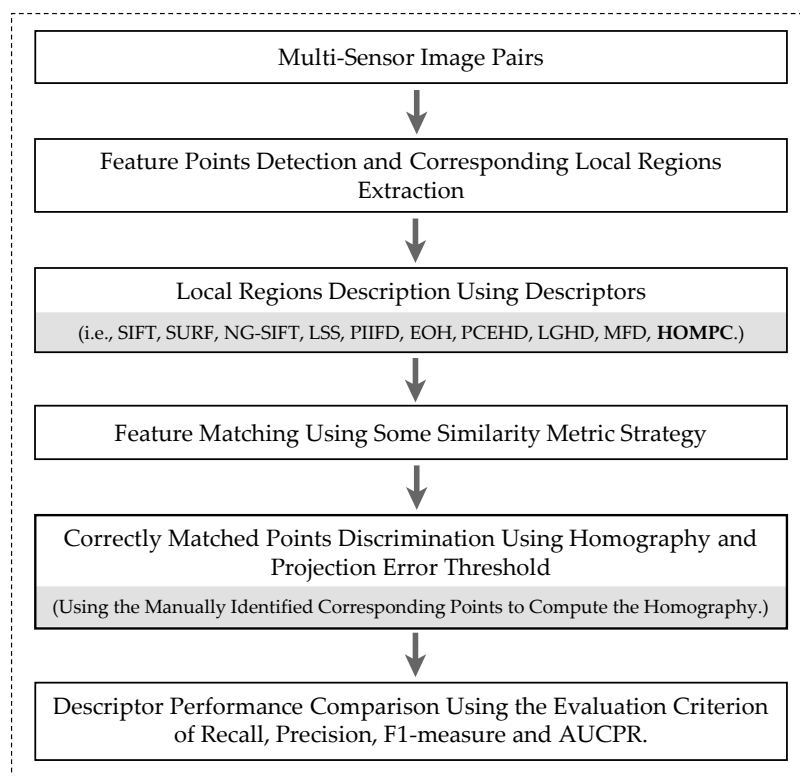 Multi-Sensor Image Pairs
Feature Points Detection and Corresponding Local Regions
Extraction
Local Regions Description Using Descriptors
(i.e., SIFT, SURF, NG-SIFT, LSS, PIIFD, EOH, PCEHD, LGHD, MFD, HOMPC.)
Feature Matching Using Some Similarity Metric Strategy
Correctly Matched Points Discrimination Using Homography and
Projection Error Threshold
(Using the Manually Identified Corresponding Points to Compute the Homography.)
Descriptor Performance Comparison Using the Evaluation Criterion
of Recall, Precision, F1-measure and AUCPR.